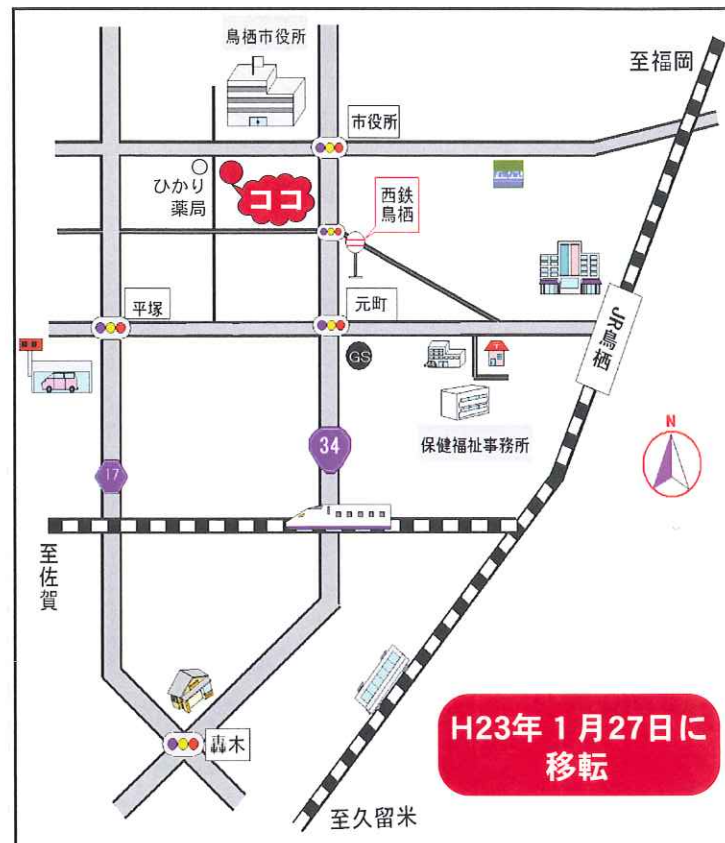 鳥栖市役所
至福岡
市役所
ひかり
薬局
ココ
西鉄
鳥栖
平塚
元町
JR鳥栖
GS
保健福祉事務所
N
34
17
至佐賀
轟木
H23年1月27日に
移転
至久留米